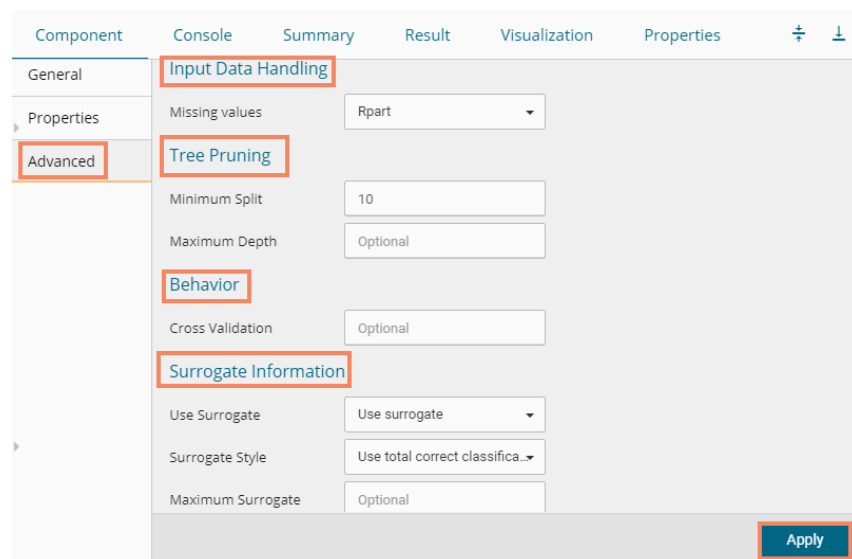 Component Console Summary Result Visualization Properties
General
Input Data Handling
Properties
Missing values Rpart
Advanced
Tree Pruning
Minimum Split 10
Maximum Depth Optional
Behavior
Cross Validation Optional
Surrogate Information
Use Surrogate Use surrogate
Surrogate Style Use total correct classifica...
Maximum Surrogate Optional
Apply